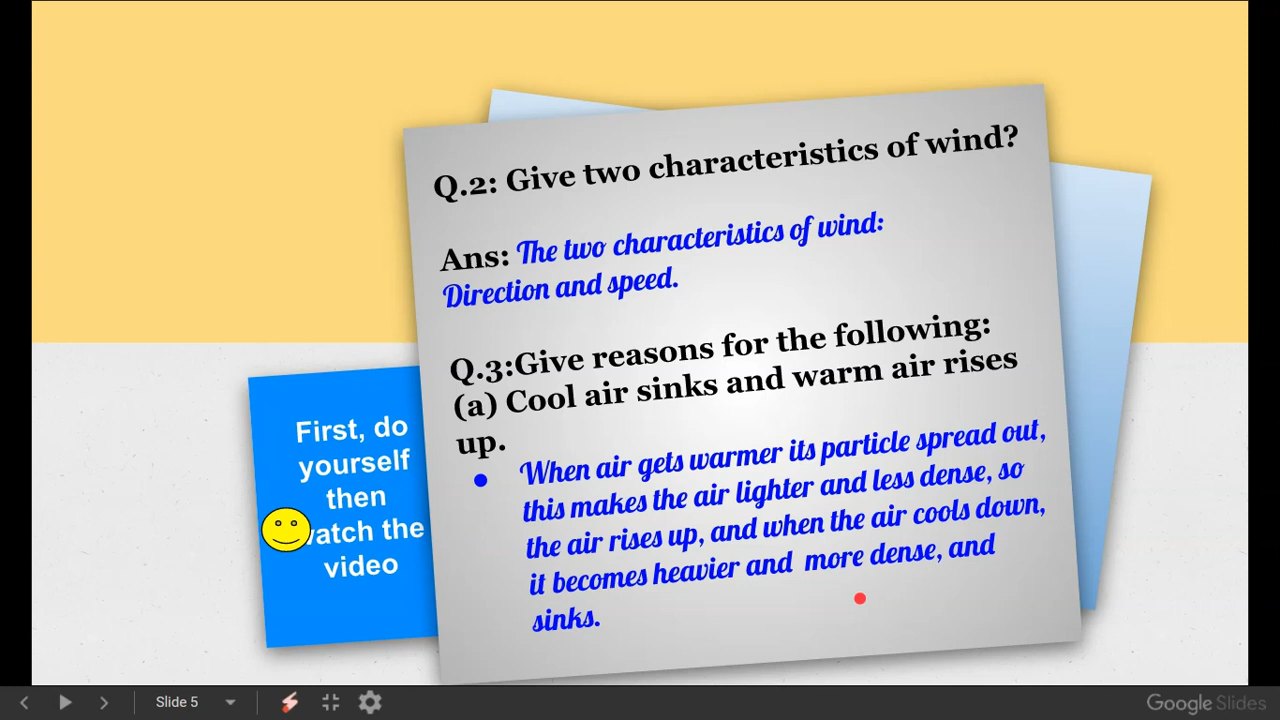 Q.2: Give two characteristics of wind?
Ans: The two characteristics of wind:
Direction and speed.
Q.3:Give reasons for the following:
(a) Cool air sinks and warm air rises
up.
When air gets warmer its particle spread out,
this makes the air lighter and less dense, so
the air rises up, and when the air cools down,
it becomes heavier and more dense, and
sinks.
First, do
yourself
then
watch the
video
Slide 5
Google Slides